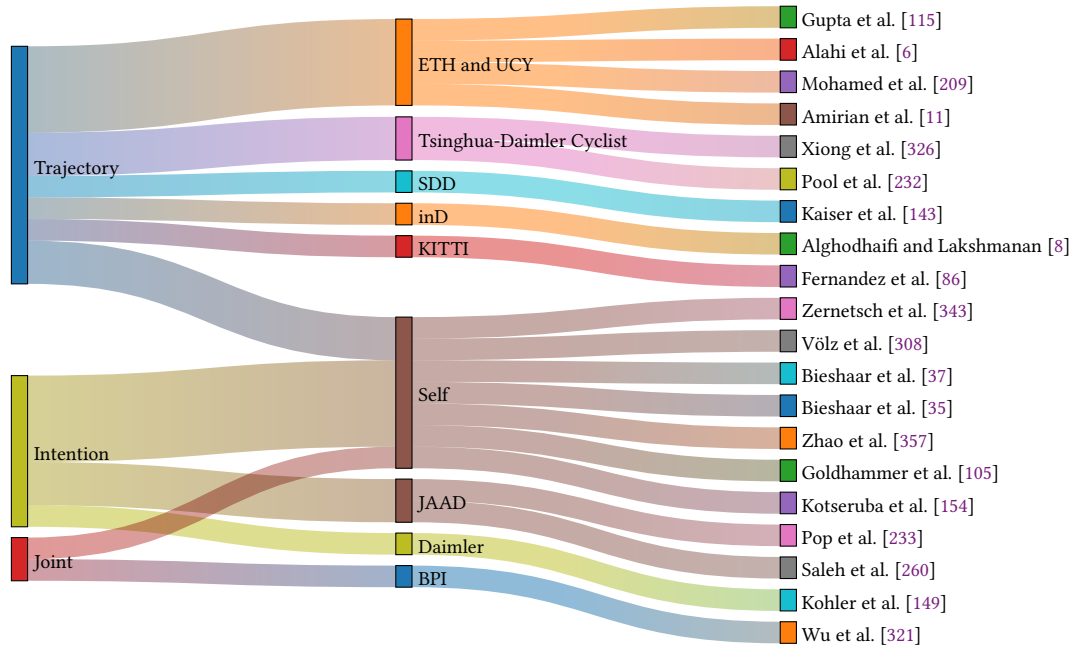 Trajectory
Intention
Joint
ETH and UCY
Tsinghua-Daimler Cyclist
SDD
inD
KITTI
Self
JAAD
Daimler
BPI
Gupta et al. [115]
Alahi et al. [6]
Mohamed et al. [209]
Amirian et al. [11]
Xiong et al. [326]
Pool et al. [232]
Kaiser et al. [143]
Alghodhaifi and Lakshmanan [8]
Fernandez et al. [86]
Zernetsch et al. [343]
Völz et al. [308]
Bieshaar et al. [37]
Bieshaar et al. [35]
Zhao et al. [357]
Goldhammer et al. [105]
Kotseruba et al. [154]
Pop et al. [233]
Saleh et al. [260]
Kohler et al. [149]
Wu et al. [321]